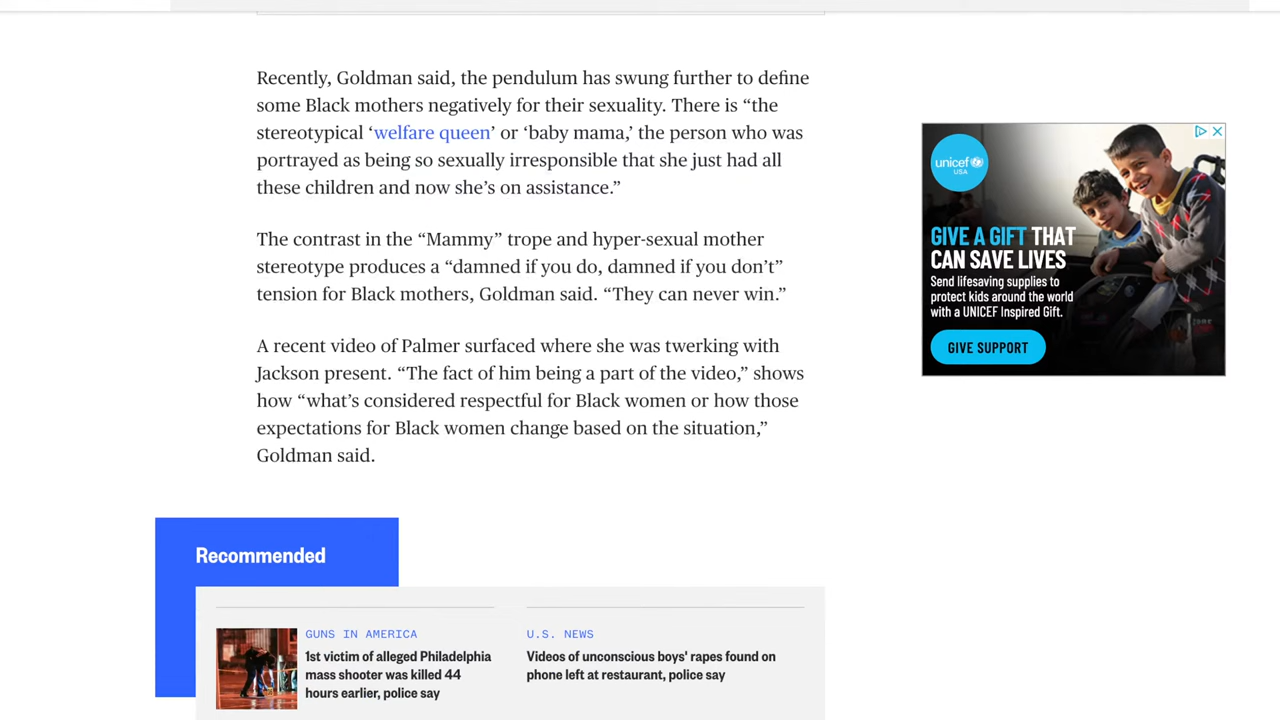 Recently, Goldman said, the pendulum has swung further to define
some Black mothers negatively for their sexuality. There is “the
stereotypical ‘welfare queen’ or ‘baby mama,’ the person who was
portrayed as being so sexually irresponsible that she just had all
these children and now she’s on assistance.”
The contrast in the “Mammy” trope and hyper-sexual mother
stereotype produces a “damned if you do, damned if you don’t”
tension for Black mothers, Goldman said. “They can never win.”
A recent video of Palmer surfaced where she was twerking with
Jackson present. “The fact of him being a part of the video,” shows
how “what’s considered respectful for Black women or how those
expectations for Black women change based on the situation,”
Goldman said.
unicef
USA
GIVE A GIFT THAT
CAN SAVE LIVES
Send lifesaving supplies to
protect kids around the world
with a UNICEF Inspired Gift.
GIVE SUPPORT
Recommended
GUNS IN AMERICA
1st victim of alleged Philadelphia
mass shooter was killed 44
hours earlier, police say
U.S. NEWS
Videos of unconscious boys' rapes found on
phone left at restaurant, police say